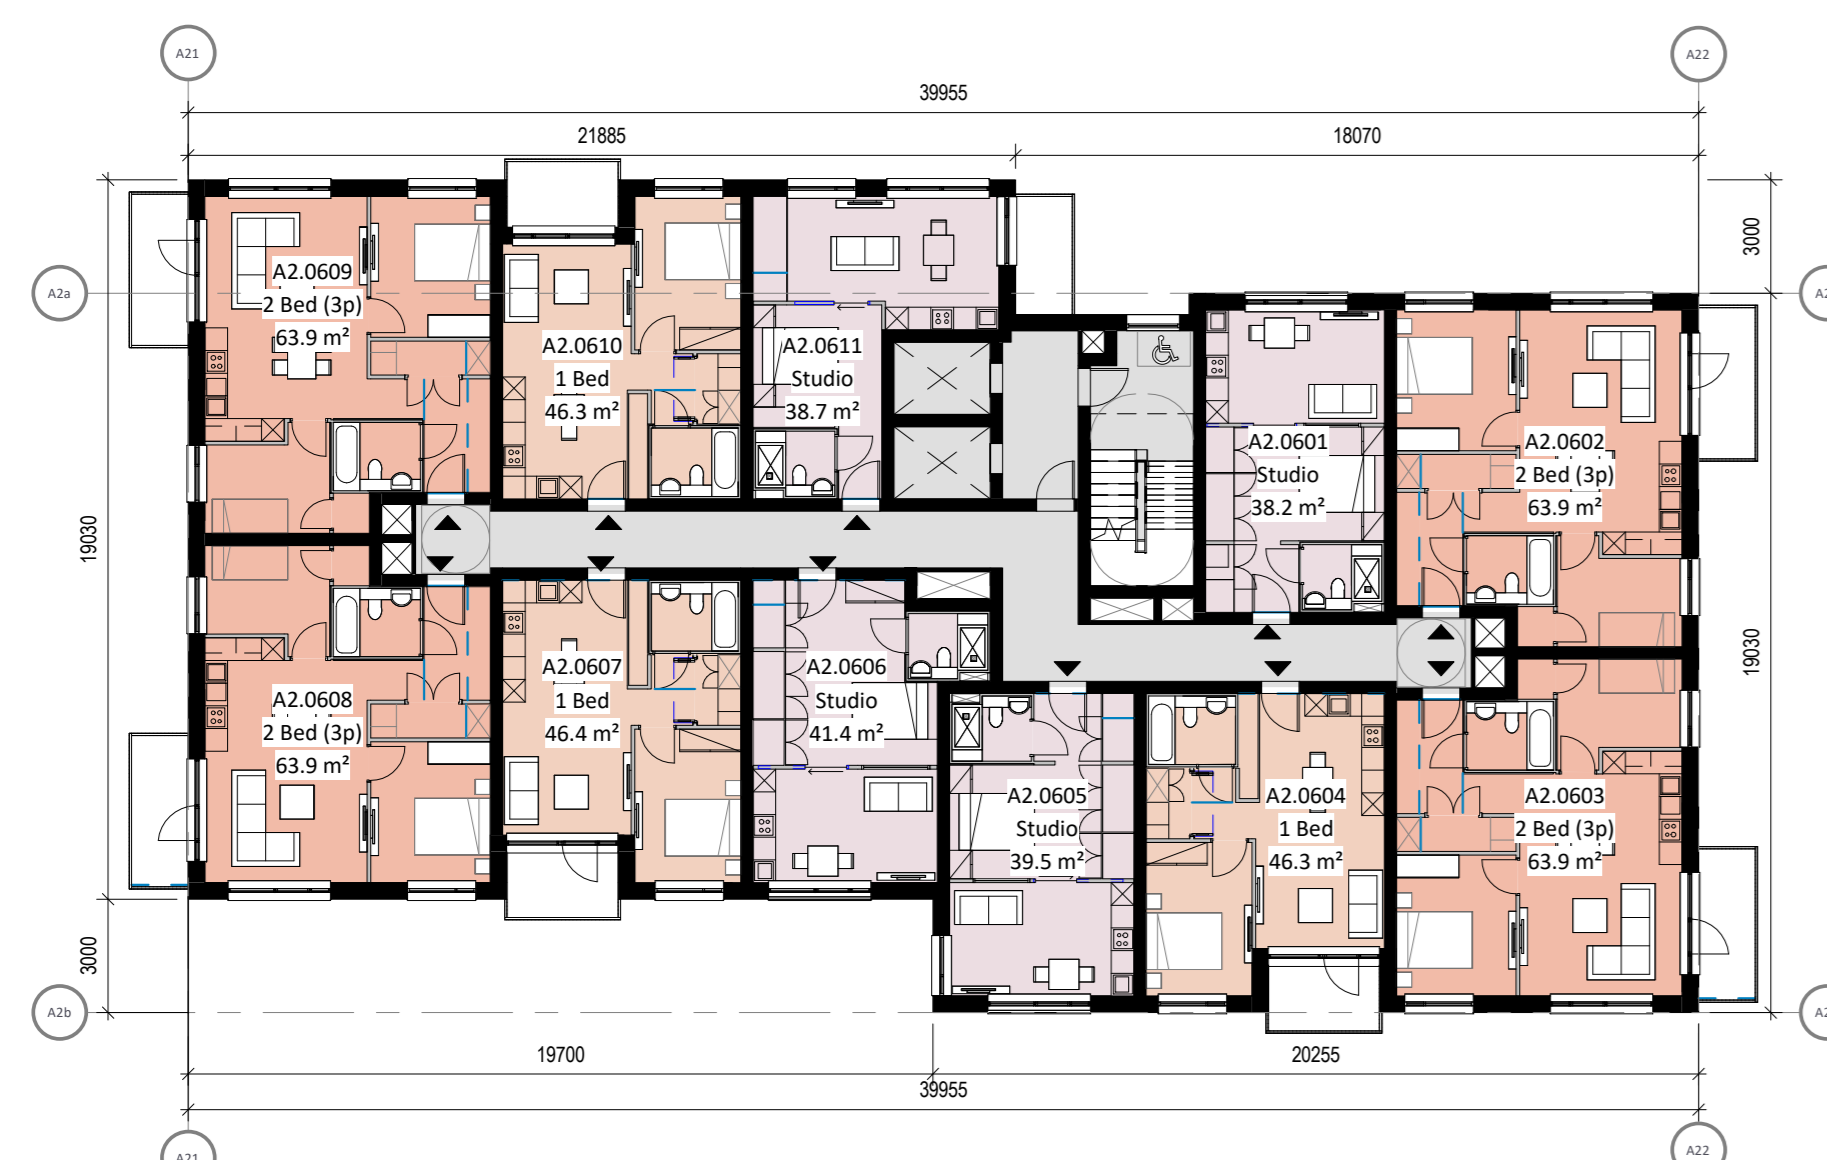 A21
A22
39955
21885
18070
3000
A2a
A2
A2.0609
2 Bed (3p)
63.9 m²
A2.0610
1 Bed
46.3 m²
A2.0611
Studio
38.7 m²
A2.0601
Studio
38.2 m²
A2.0602
2 Bed (3p)
63.9 m²
19030
19030
A2.0608
2 Bed (3p)
63.9 m²
A2.0607
1 Bed
46.4 m²
A2.0606
Studio
41.4 m²
A2.0605
Studio
39.5 m²
A2.0604
1 Bed
46.3 m²
A2.0603
2 Bed (3p)
63.9 m²
3000
A2b
A2
19700
20255
39955
A21
A22